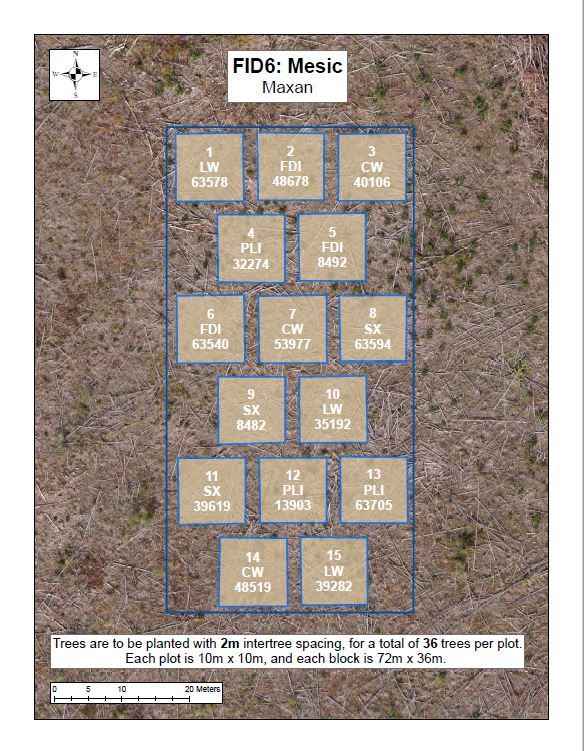 N
W E
S
FID6: Mesic
Maxan
1
LW
63578
2
FDI
48678
3
CW
40106
4
PLI
32274
5
FDI
8492
6
FDI
63540
7
CW
53977
8
SX
63594
9
SX
8482
10
LW
35192
11
SX
39619
12
PLI
13903
13
PLI
63705
14
CW
48519
15
LW
39282
Trees are to be planted with 2m intertree spacing, for a total of 36 trees per plot.
Each plot is 10m x 10m, and each block is 72m x 36m.
0 5 10 20 Meters